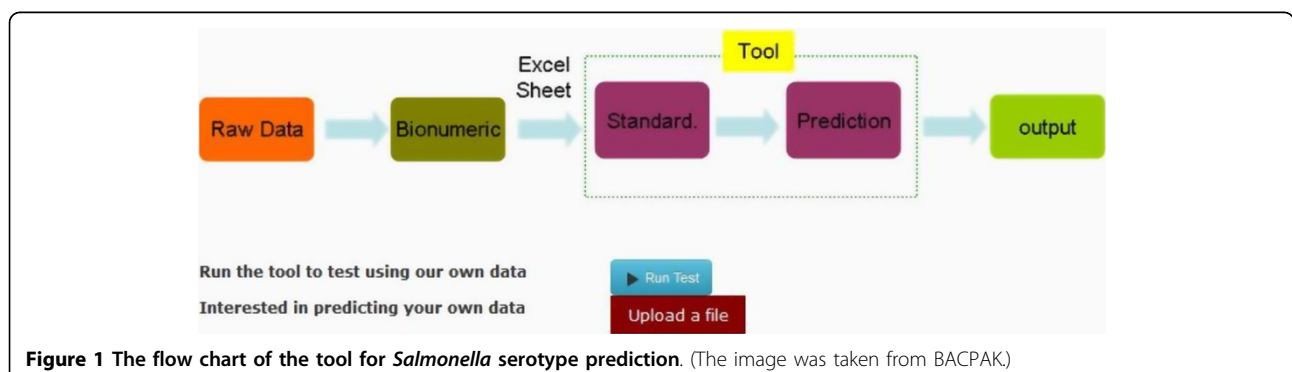 Tool
Excel
Sheet
Raw Data
Bionumeric
Standard.
Prediction
output
Run the tool to test using our own data
Run Test
Interested in predicting your own data
Upload a file
Figure 1 The flow chart of the tool for Salmonella serotype prediction. (The image was taken from BACPAK.)